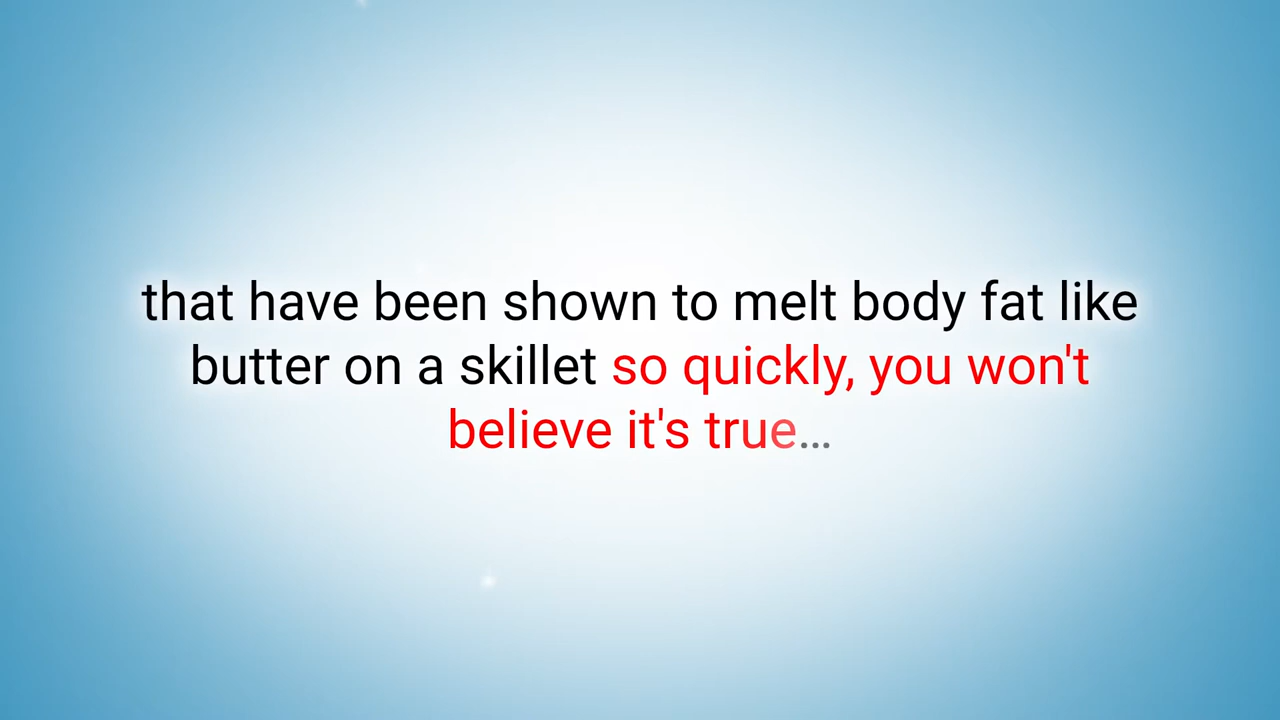 that have been shown to melt body fat like
butter on a skillet so quickly, you won't
believe it's true…